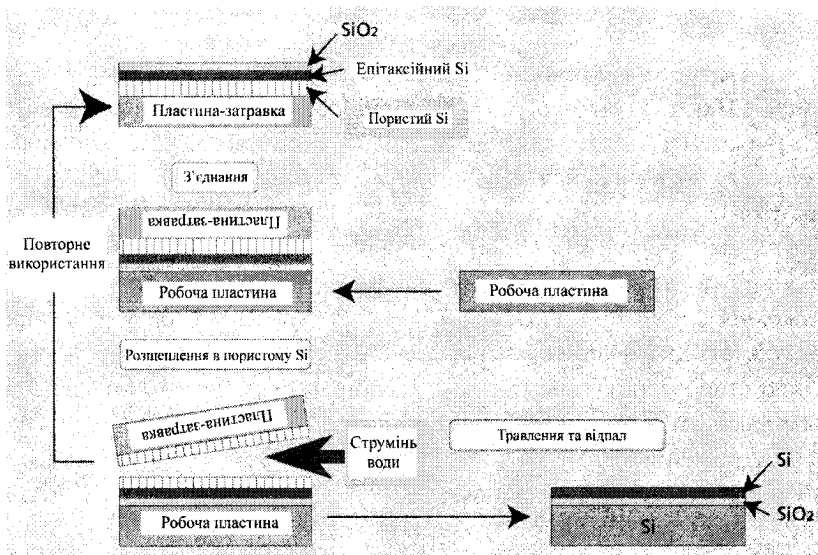 SiO₂
Епітаксійний Si
Пластина-затравка
Пористий Si
З'єднання
Пластина-затравка
Повторне
використання
Робоча пластина
Робоча пластина
Розщеплення в пористому Si
Пластина-затравка
Струмінь
води
Травлення та відпал
Si
SiO₂
Si
Робоча пластина